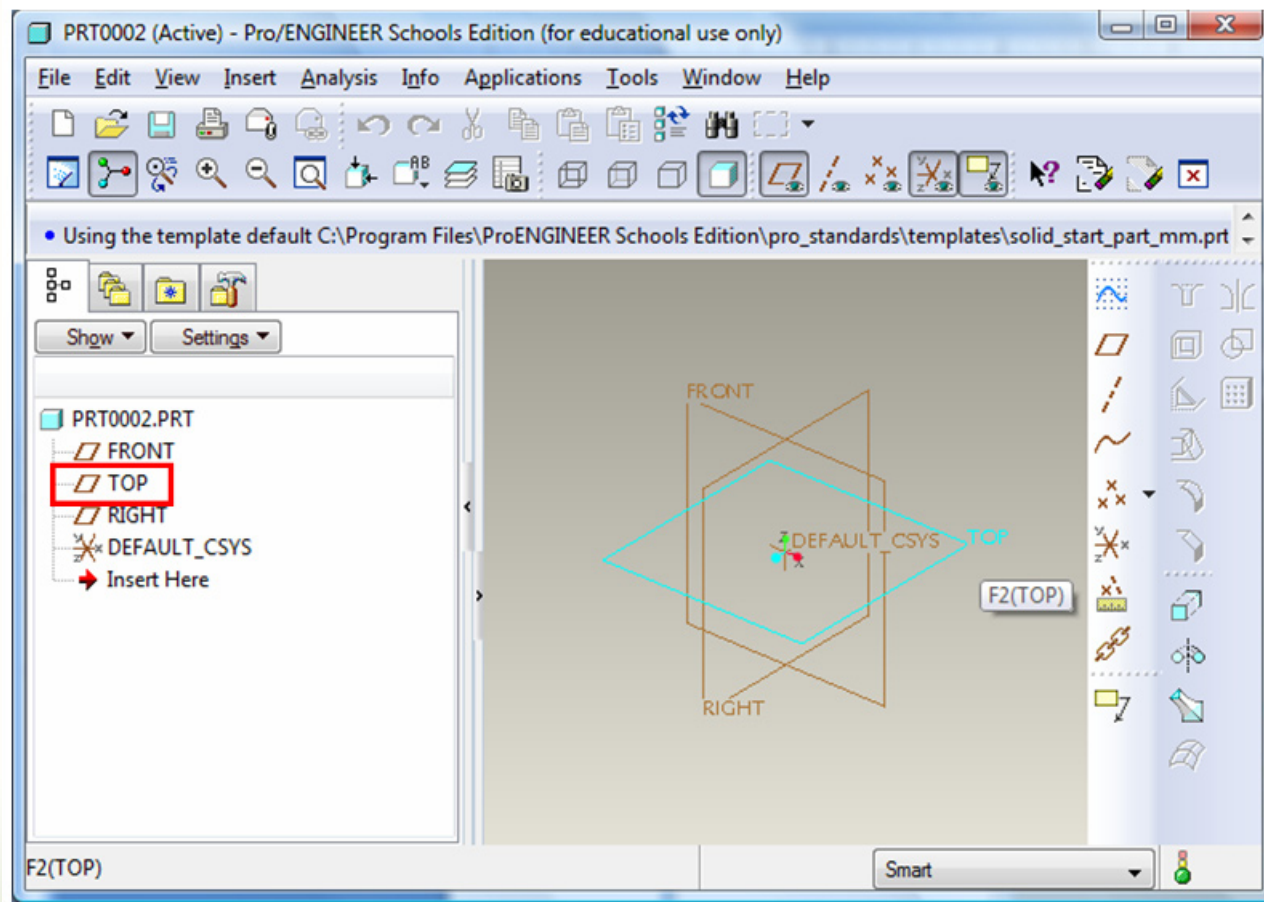 PRT0002 (Active) - Pro/ENGINEER Schools Edition (for educational use only)
File Edit View Insert Analysis Info Applications Tools Window Help
AB
Using the template default C:\Program Files\ProENGINEER Schools Edition\pro_standards\templates\solid_start_part_mm.prt
Show Settings
PRT0002.PRT
FRONT
TOP
RIGHT
DEFAULT_CSYS
Insert Here
FRONT
DEFAULT_CSYS TOP
F2(TOP)
RIGHT
F2(TOP) Smart